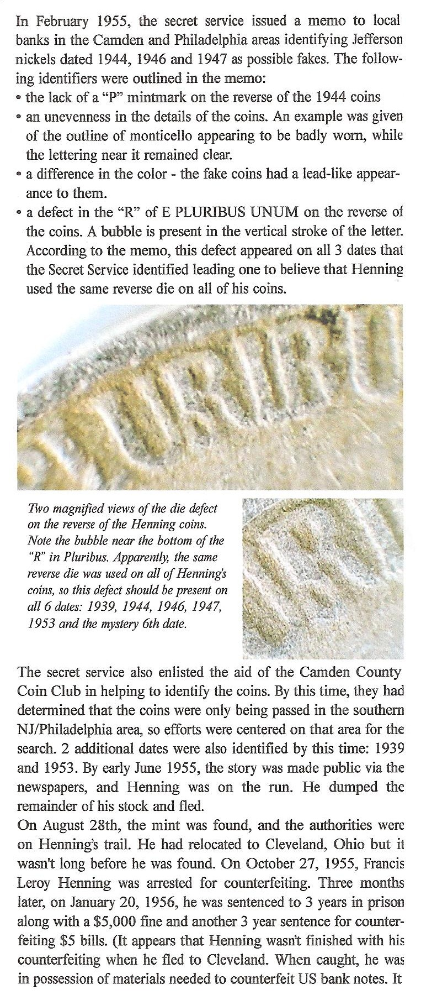 In February 1955, the secret service issued a memo to local
banks in the Camden and Philadelphia areas identifying Jefferson
nickels dated 1944, 1946 and 1947 as possible fakes. The follow-
ing identifiers were outlined in the memo:
• the lack of a “P” mintmark on the reverse of the 1944 coins
• an unevenness in the details of the coins. An example was given
of the outline of monticello appearing to be badly worn, while
the lettering near it remained clear.
• a difference in the color - the fake coins had a lead-like appear-
ance to them.
• a defect in the “R” of E PLURIBUS UNUM on the reverse of
the coins. A bubble is present in the vertical stroke of the letter.
According to the memo, this defect appeared on all 3 dates that
the Secret Service identified leading one to believe that Henning
used the same reverse die on all of his coins.
LURIBU
Two magnified views of the die defect
on the reverse of the Henning coins.
Note the bubble near the bottom of the
“R” in Pluribus. Apparently, the same
reverse die was used on all of Henning's
coins, so this defect should be present on
all 6 dates: 1939, 1944, 1946, 1947,
1953 and the mystery 6th date.
R
The secret service also enlisted the aid of the Camden County
Coin Club in helping to identify the coins. By this time, they had
determined that the coins were only being passed in the southern
NJ/Philadelphia area, so efforts were centered on that area for the
search. 2 additional dates were also identified by this time: 1939
and 1953. By early June 1955, the story was made public via the
newspapers, and Henning was on the run. He dumped the
remainder of his stock and fled.
On August 28th, the mint was found, and the authorities were
on Henning's trail. He had relocated to Cleveland, Ohio but it
wasn't long before he was found. On October 27, 1955, Francis
Leroy Henning was arrested for counterfeiting. Three months
later, on January 20, 1956, he was sentenced to 3 years in prison
along with a $5,000 fine and another 3 year sentence for counter-
feiting $5 bills. (It appears that Henning wasn't finished with his
counterfeiting when he fled to Cleveland. When caught, he was
in possession of materials needed to counterfeit US bank notes. It